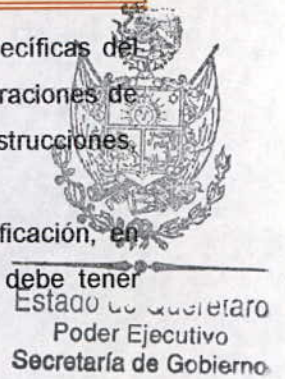 ecíficas del
raciones de
strucciones,
ficación, en
debe tener
Estado de Querétaro
Poder Ejecutivo
Secretaría de Gobierno